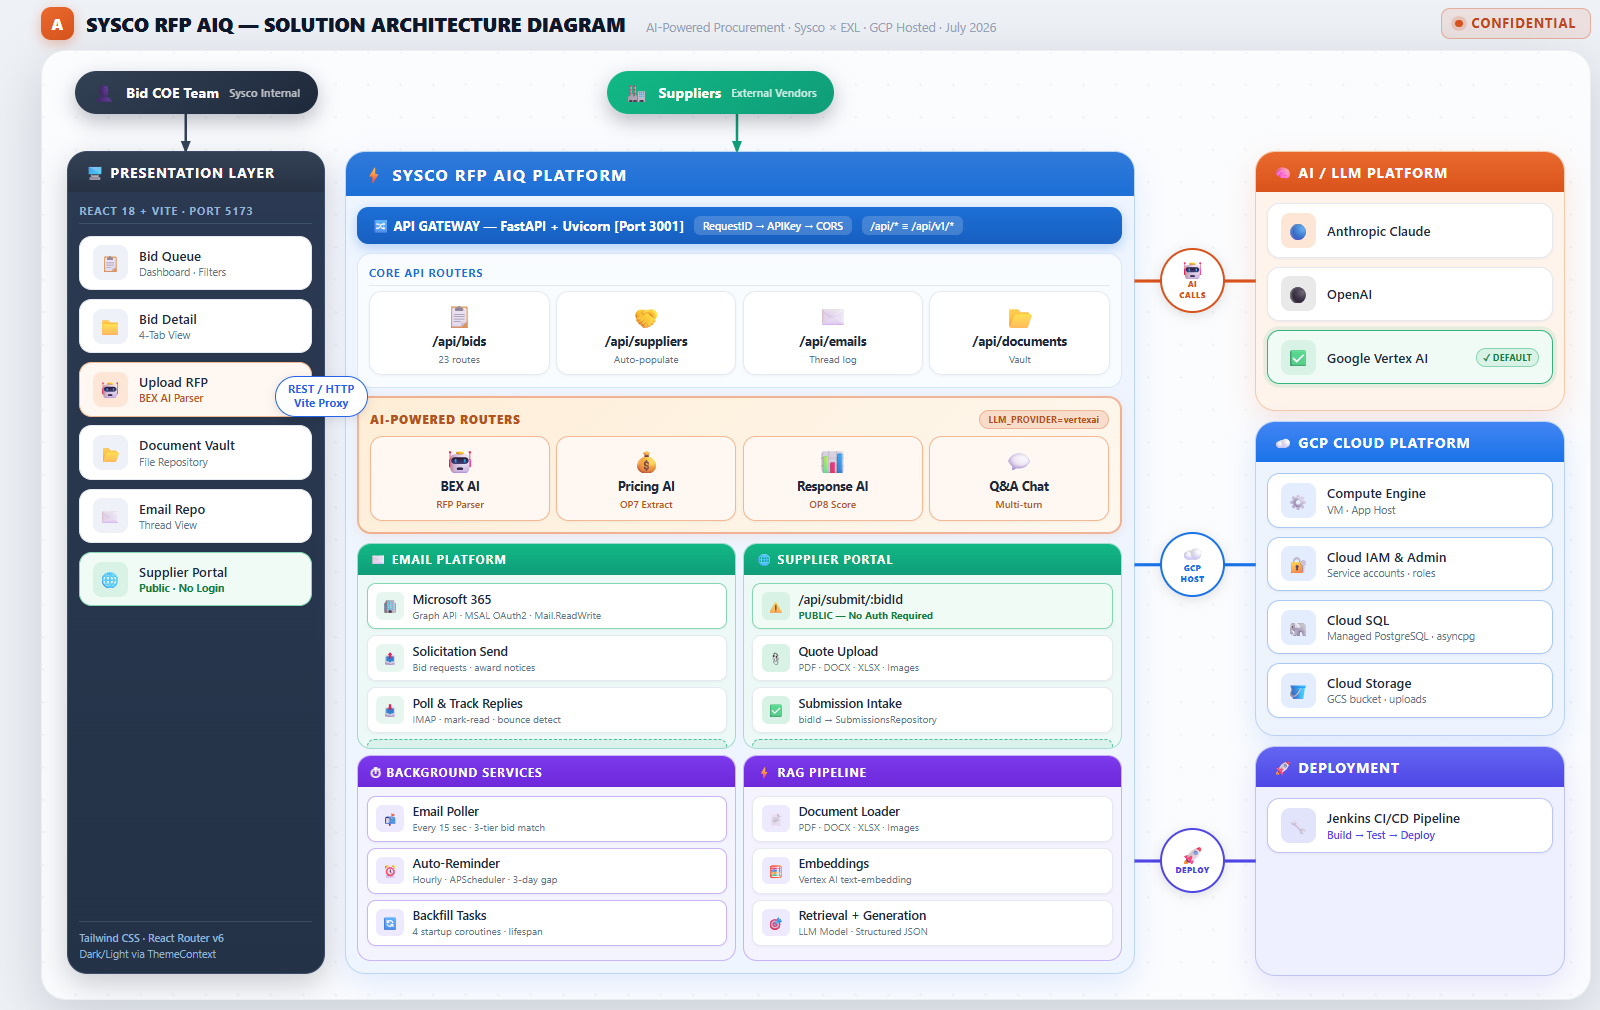 A SYSCO RFP AIQ — SOLUTION ARCHITECTURE DIAGRAM AI-Powered Procurement · Sysco × EXL · GCP Hosted · July 2026 CONFIDENTIAL
Bid COE Team Sysco Internal
Suppliers External Vendors
PRESENTATION LAYER
REACT 18 + VITE · PORT 5173
Bid Queue
Dashboard · Filters
Bid Detail
4-Tab View
Upload RFP
BEX AI Parser
REST / HTTP
Vite Proxy
Document Vault
File Repository
Email Repo
Thread View
Supplier Portal
Public · No Login
Tailwind CSS · React Router v6
Dark/Light via ThemeContext
SYSCO RFP AIQ PLATFORM
API GATEWAY — FastAPI + Uvicorn [Port 3001] RequestID → APIKey → CORS /api/* ≡ /api/v1/*
CORE API ROUTERS
/api/bids
23 routes
/api/suppliers
Auto-populate
/api/emails
Thread log
/api/documents
Vault
AI-POWERED ROUTERS LLM_PROVIDER=vertexai
BEX AI
RFP Parser
Pricing AI
OP7 Extract
Response AI
OP8 Score
Q&A Chat
Multi-turn
EMAIL PLATFORM
Microsoft 365
Graph API · MSAL OAuth2 · Mail.ReadWrite
Solicitation Send
Bid requests · award notices
Poll & Track Replies
IMAP · mark-read · bounce detect
SUPPLIER PORTAL
/api/submit/:bidId
PUBLIC — No Auth Required
Quote Upload
PDF · DOCX · XLSX · Images
Submission Intake
bidId → SubmissionsRepository
BACKGROUND SERVICES
Email Poller
Every 15 sec · 3-tier bid match
Auto-Reminder
Hourly · APScheduler · 3-day gap
Backfill Tasks
4 startup coroutines · lifespan
RAG PIPELINE
Document Loader
PDF · DOCX · XLSX · Images
Embeddings
Vertex AI text-embedding
Retrieval + Generation
LLM Model · Structured JSON
AI
CALLS
GCP
HOST
DEPLOY
AI / LLM PLATFORM
Anthropic Claude
OpenAI
Google Vertex AI ✓ DEFAULT
GCP CLOUD PLATFORM
Compute Engine
VM · App Host
Cloud IAM & Admin
Service accounts · roles
Cloud SQL
Managed PostgreSQL · asyncpg
Cloud Storage
GCS bucket · uploads
DEPLOYMENT
Jenkins CI/CD Pipeline
Build → Test → Deploy